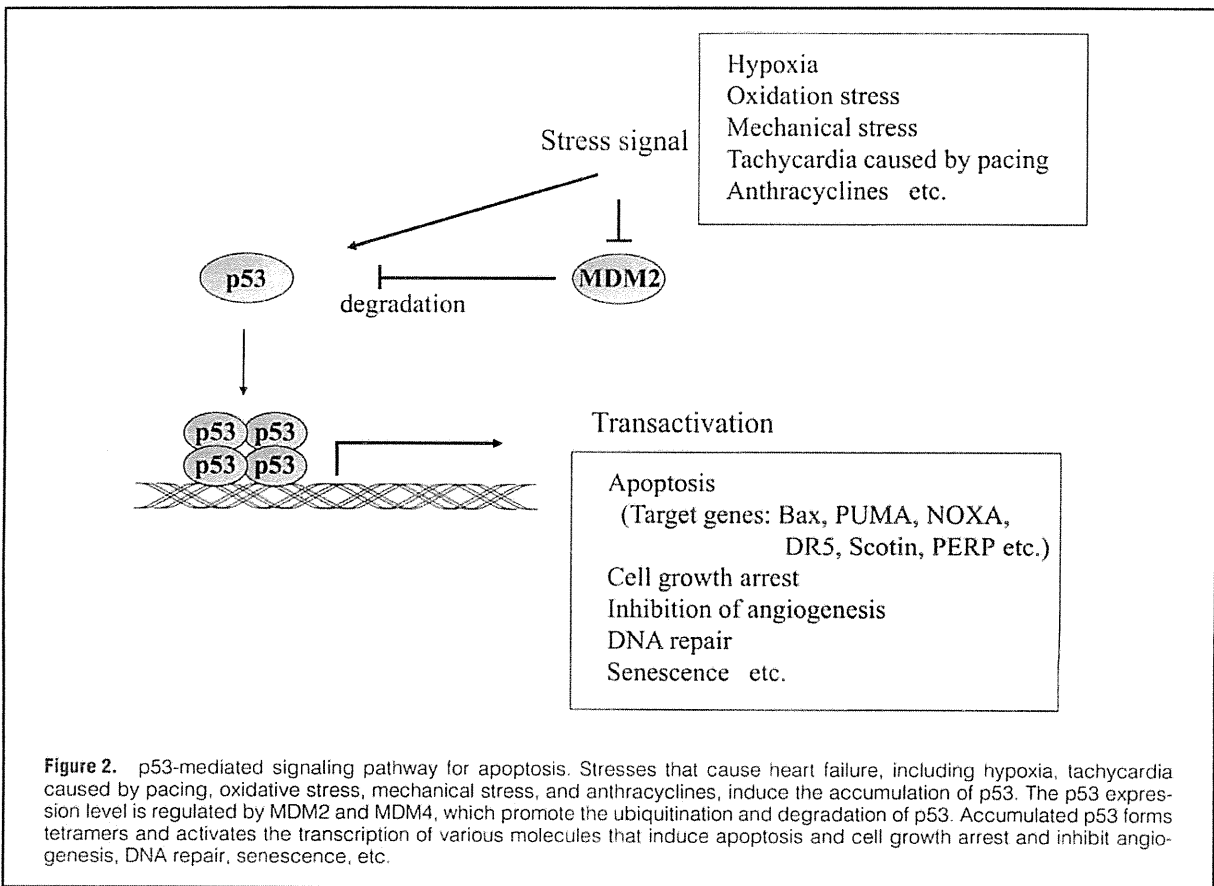 Hypoxia
Oxidation stress
Mechanical stress
Tachycardia caused by pacing
Anthracyclines etc.
Stress signal
p53
degradation
MDM2
p53 p53
p53 p53
Transactivation
Apoptosis
(Target genes: Bax, PUMA, NOXA,
DR5, Scotin, PERP etc.)
Cell growth arrest
Inhibition of angiogenesis
DNA repair
Senescence etc.
Figure 2. p53-mediated signaling pathway for apoptosis. Stresses that cause heart failure, including hypoxia, tachycardia
caused by pacing, oxidative stress, mechanical stress, and anthracyclines, induce the accumulation of p53. The p53 expres-
sion level is regulated by MDM2 and MDM4, which promote the ubiquitination and degradation of p53. Accumulated p53 forms
tetramers and activates the transcription of various molecules that induce apoptosis and cell growth arrest and inhibit angio-
genesis, DNA repair, senescence, etc.